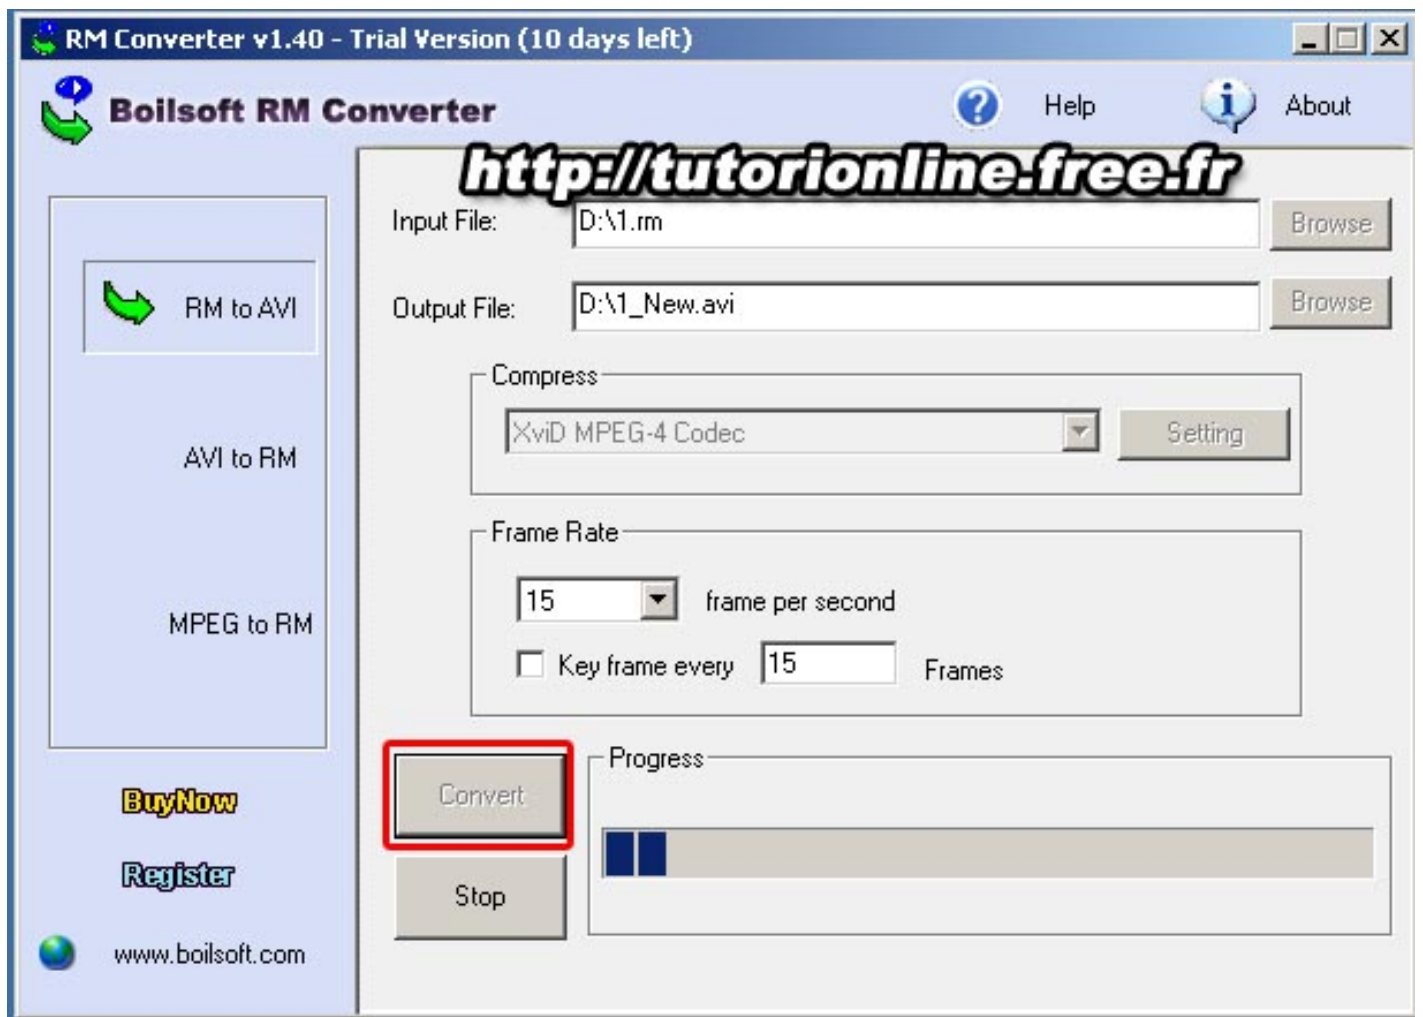 RM Converter v1.40 - Trial Version (10 days left)
Boilsoft RM Converter
Help
About
http://tutorionline.free.fr
Input File:
D:\1.rm
Browse
RM to AVI
Output File:
D:\1_New.avi
Browse
Compress
XviD MPEG-4 Codec
Setting
AVI to RM
Frame Rate
15
frame per second
MPEG to RM
Key frame every
15
Frames
Convert
Progress
BuyNow
Register
Stop
www.boilsoft.com